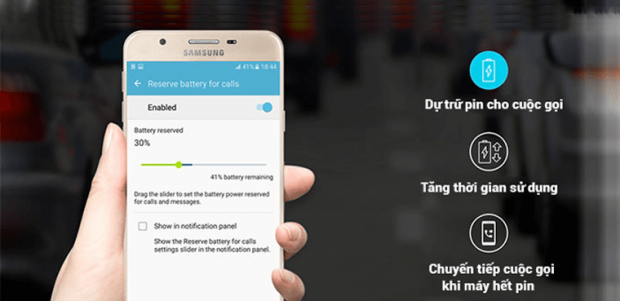 SAMSUNG
41% 18:44
Reserve battery for calls
Enabled
Battery reserved
30%
41% battery remaining
Drag the slider to set the battery power reserved
for calls and messages.
Show in notification panel
Show the Reserve battery for calls
settings slider in the notification panel.
Dự trữ pin cho cuộc gọi
Tăng thời gian sử dụng
Chuyển tiếp cuộc gọi
khi máy hết pin